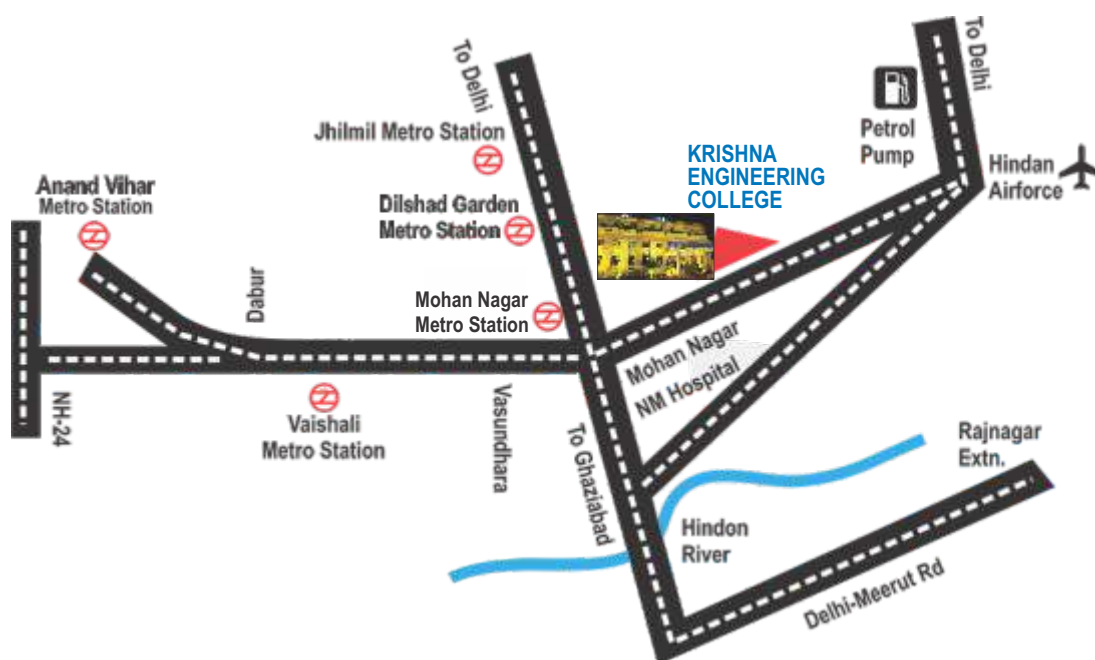 To Delhi
To Delhi
Jhilmil Metro Station
Petrol
Pump
KRISHNA
ENGINEERING
COLLEGE
Hindan
Airforce
Anand Vihar
Metro Station
Dilshad Garden
Metro Station
Dabur
Mohan Nagar
Metro Station
Mohan Nagar
NM Hospital
NH-24
Vaishali
Metro Station
Vasundhara
To Ghaziabad
Rajnagar
Extn.
Hindon
River
Delhi-Meerut Rd